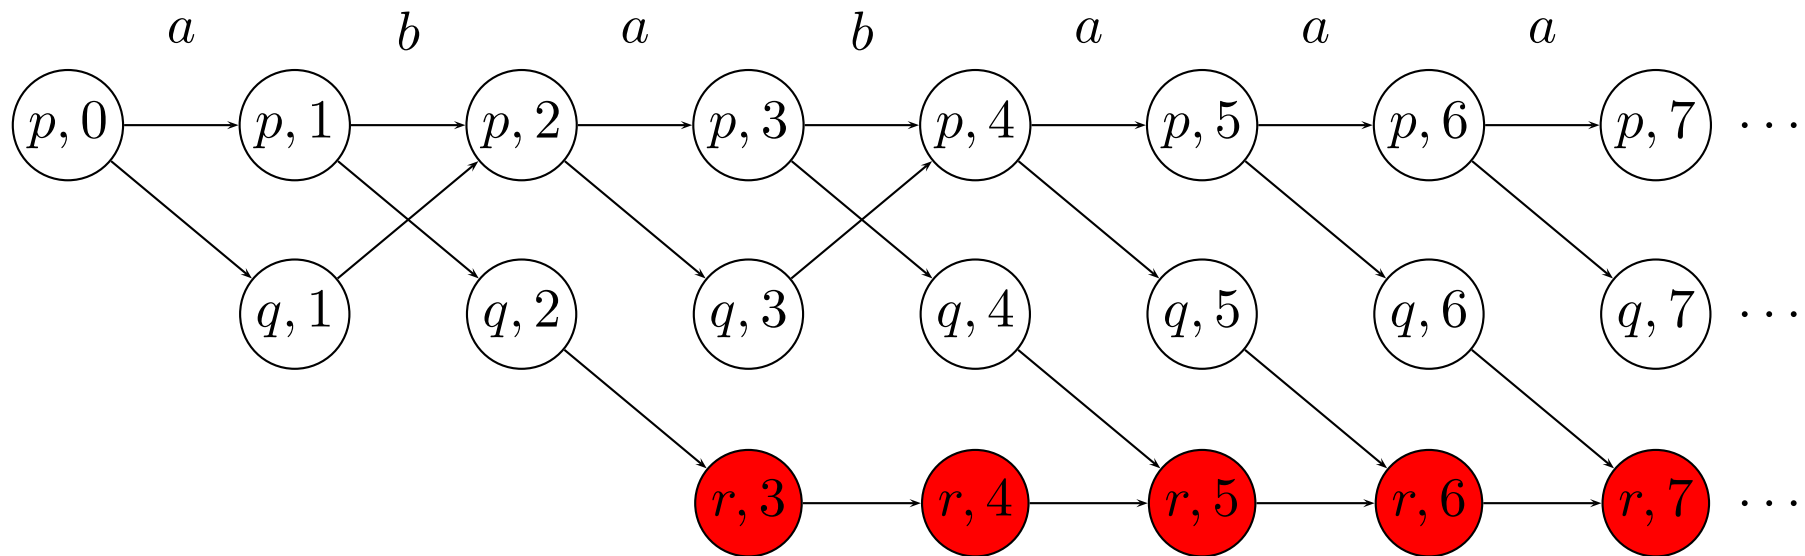 a b a b a a a
p, 0 p, 1 p, 2 p, 3 p, 4 p, 5 p, 6 p, 7 ...
q, 1 q, 2 q, 3 q, 4 q, 5 q, 6 q, 7 ...
r, 3 r, 4 r, 5 r, 6 r, 7 ...